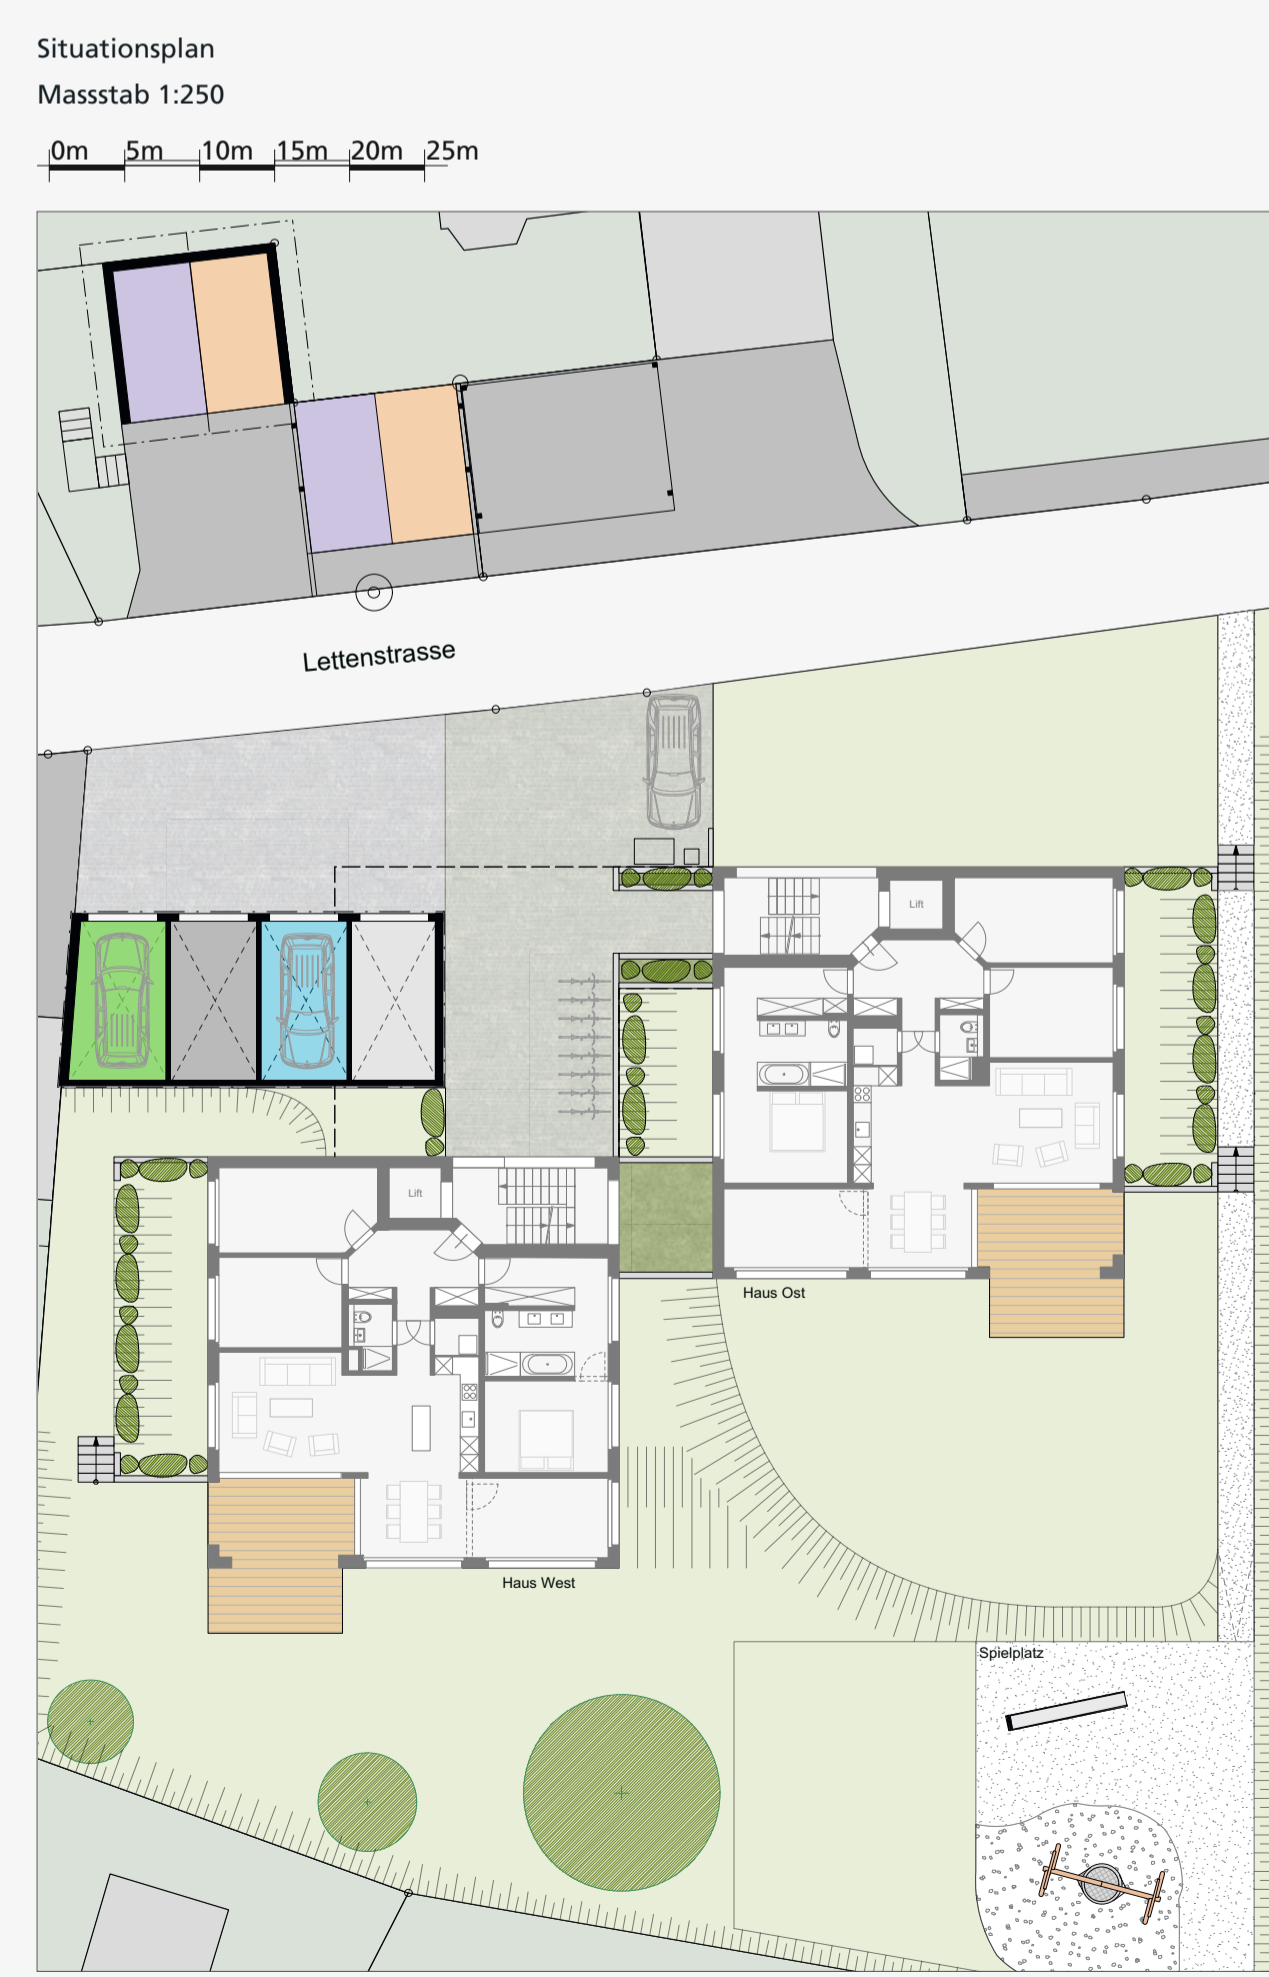 Situationsplan
Massstab 1:250
0m 5m 10m 15m 20m 25m
Lettenstrasse
Lift
Lift
Haus Ost
Haus West
Spielplatz